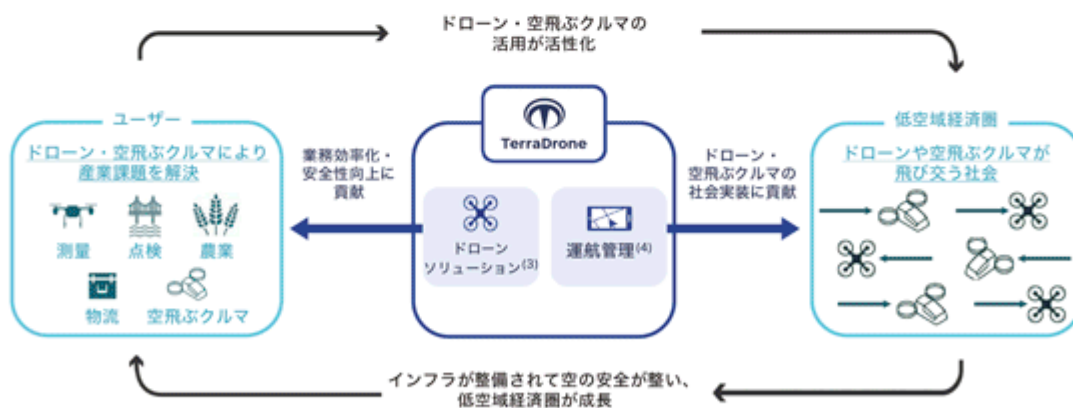 ドローン・空飛ぶクルマの
活用が活性化
ユーザー
ドローン・空飛ぶクルマにより
産業課題を解決
測量
点検
農業
物流
空飛ぶクルマ
業務効率化・
安全性向上に
貢献
TerraDrone
ドローン
ソリューション(3)
運航管理(4)
ドローン・
空飛ぶクルマの
社会実装に貢献
低空域経済圏
ドローンや空飛ぶクルマが
飛び交う社会
インフラが整備されて空の安全が整い、
低空域経済圏が成長